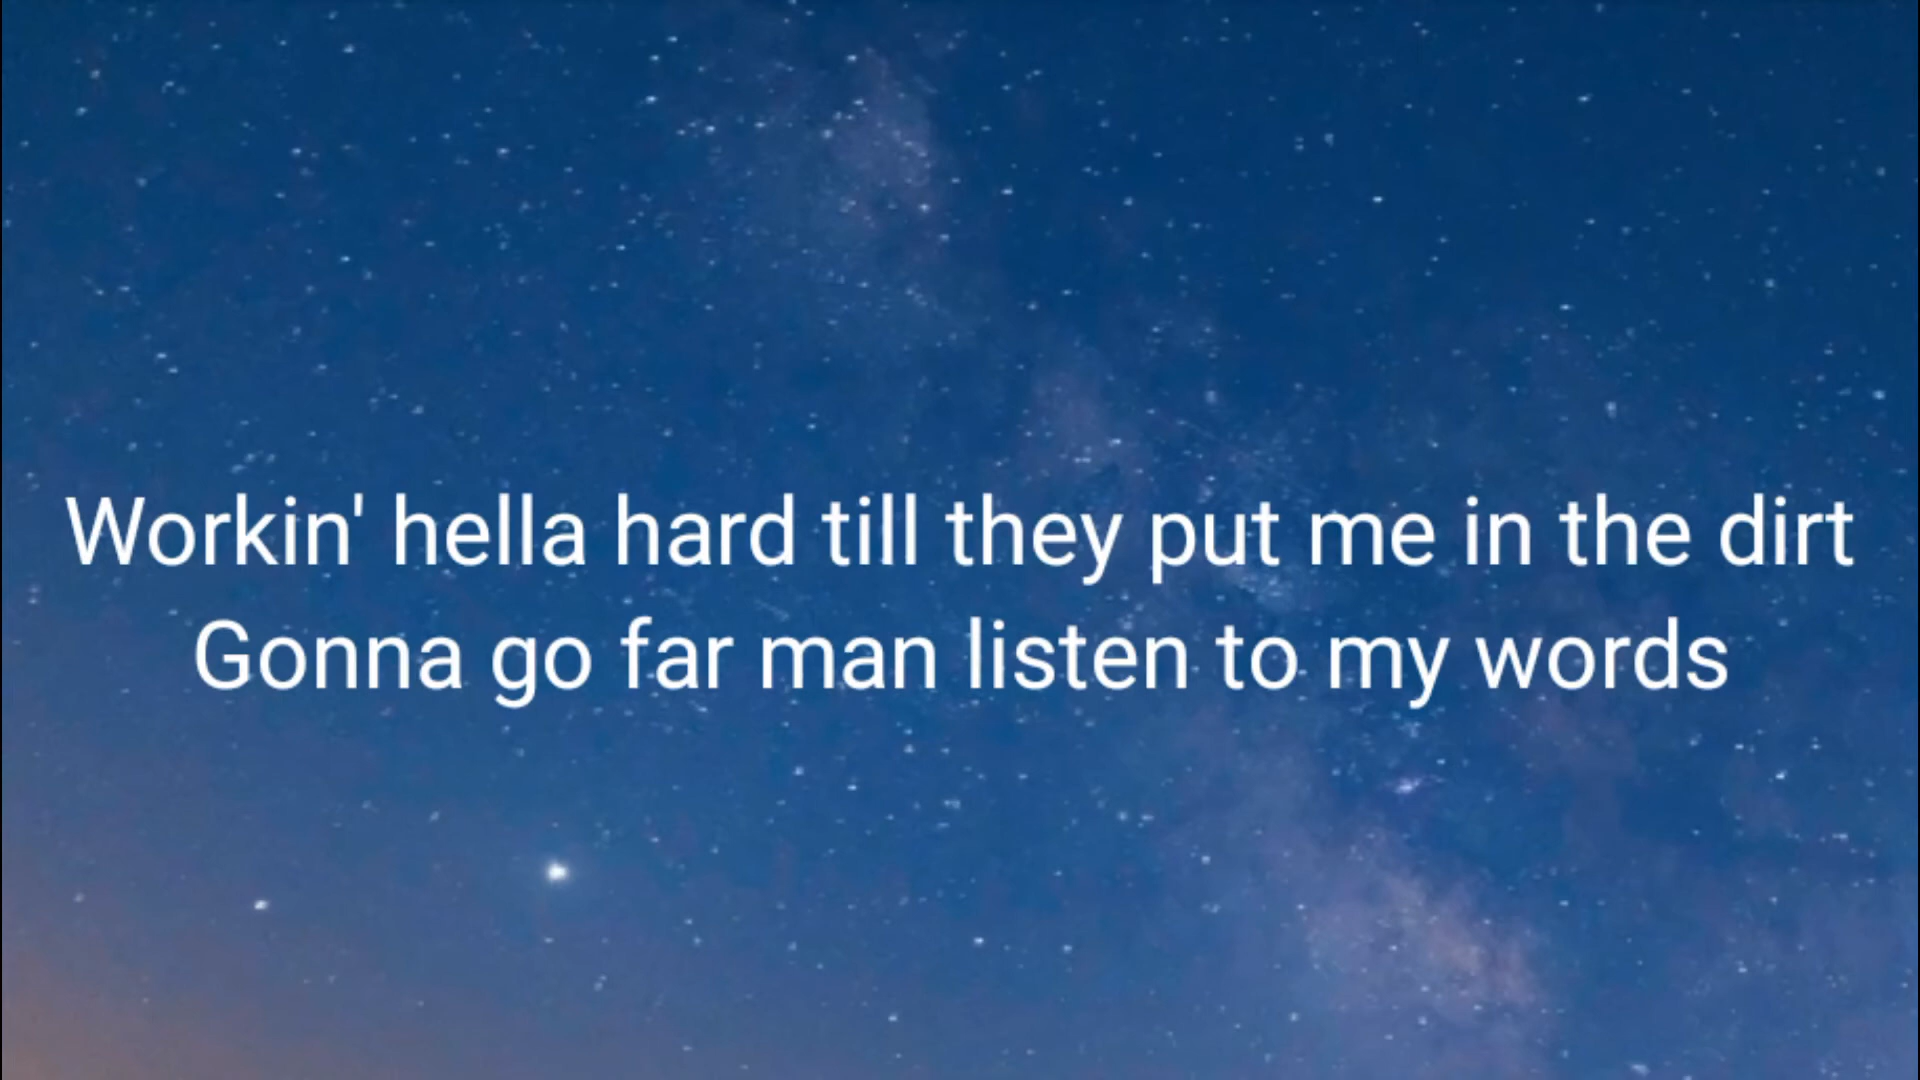 Workin' hella hard till they put me in the dirt
Gonna go far man listen to my words